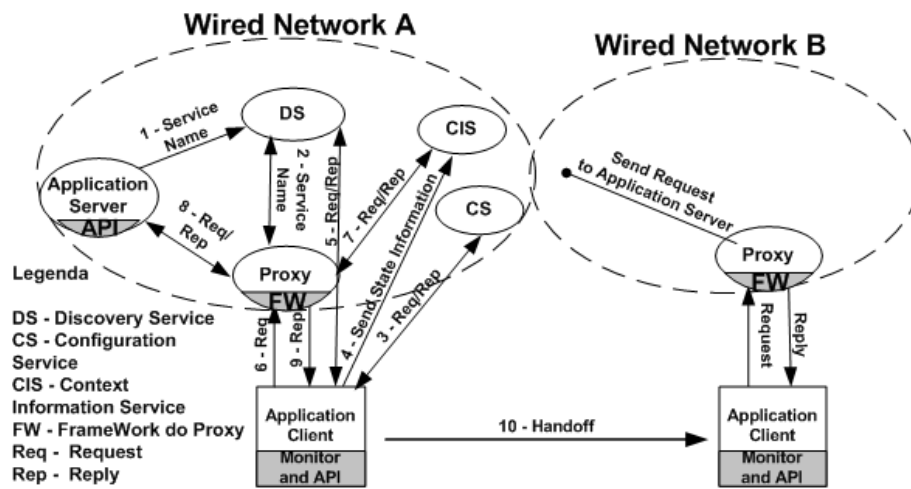 Wired Network A
Wired Network B
DS
1 - Service
Name
2 - Service
Name
CIS
CS
Application
Server
API
8 - Req/
Rep
5 - Req/Rep
7 - Req/Rep
4 - Send State Information
3 - Req/Rep
Proxy
FW
6 - Req
9 - Rep
Send Request
to Application Server
Proxy
FW
Request
Reply
Legenda
DS - Discovery Service
CS - Configuration
Service
CIS - Context
Information Service
FW - FrameWork do Proxy
Req - Request
Rep - Reply
Application
Client
Monitor
and API
10 - Handoff
Application
Client
Monitor
and API